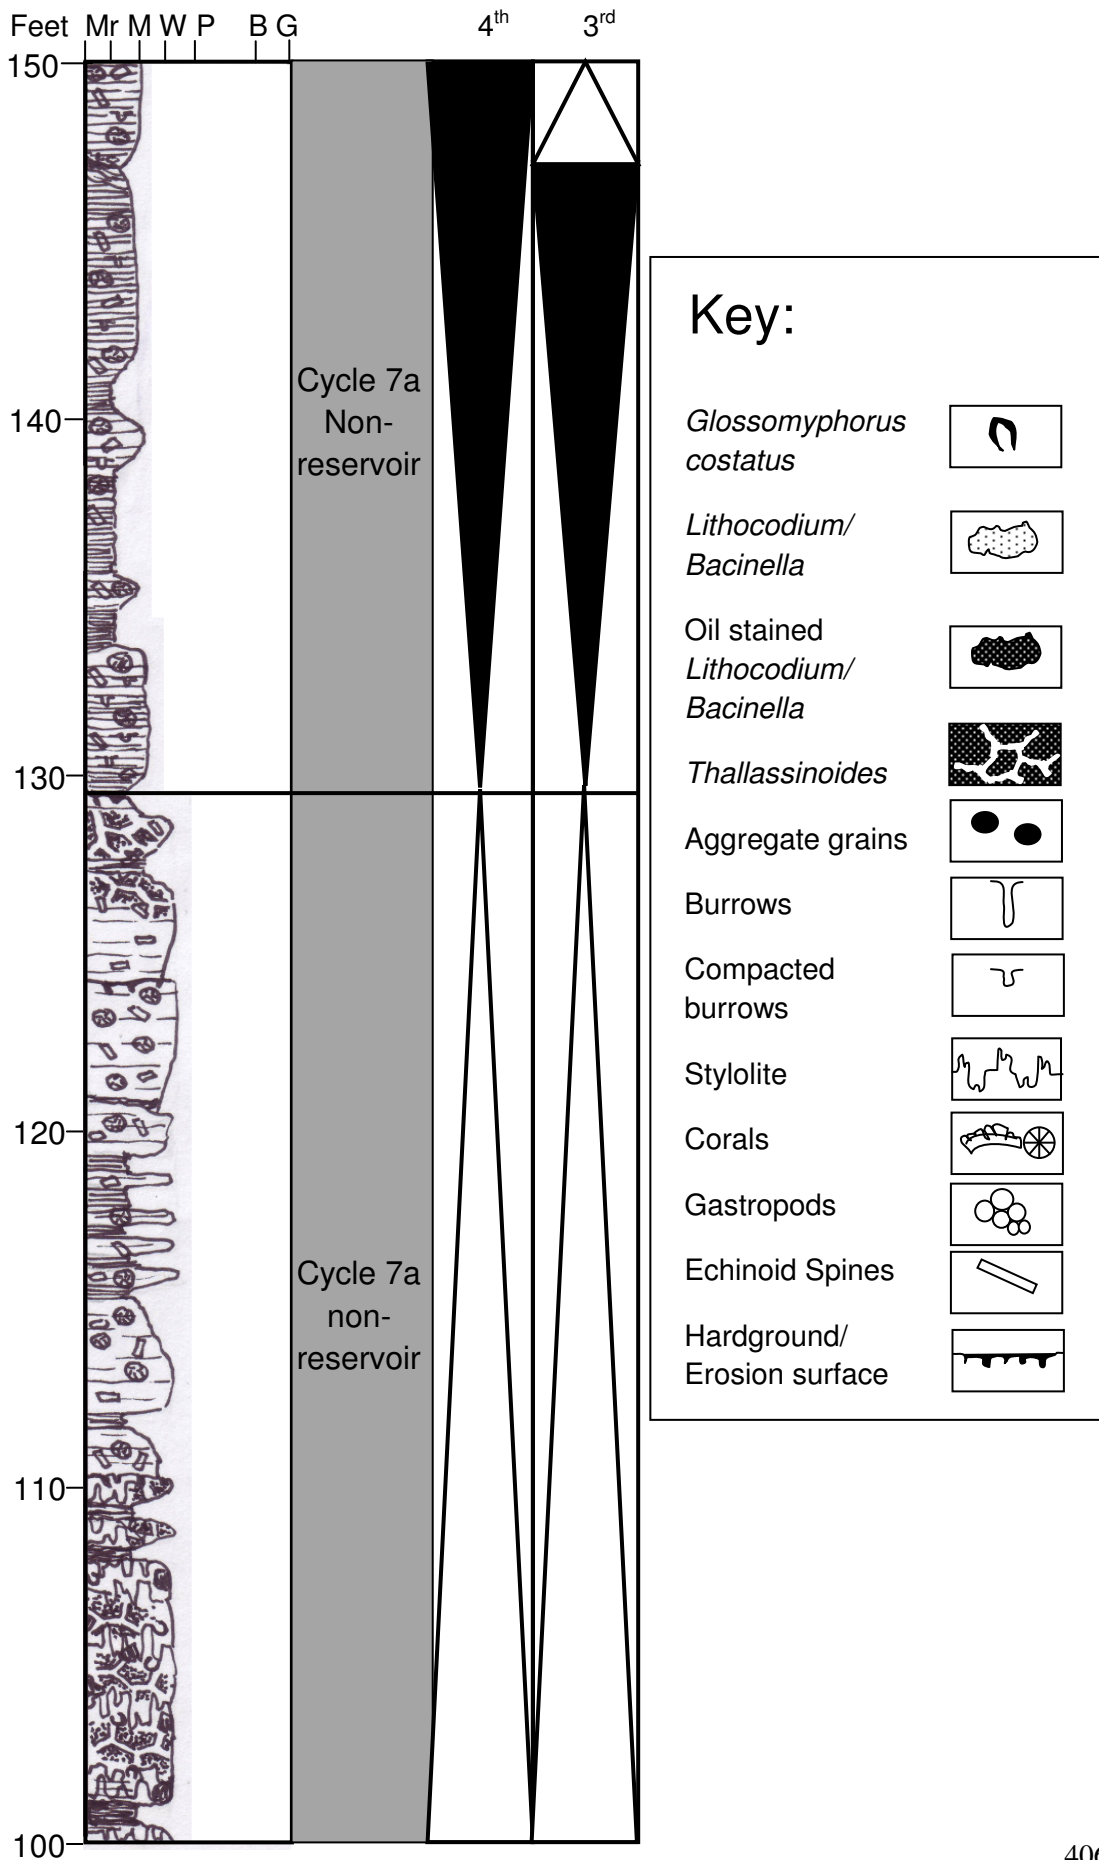 Feet Mr M W P B G 4th 3rd
150
140
130
120
110
100
Cycle 7a
Non-
reservoir
Cycle 7a
non-
reservoir
Key:
Glossomyphorus
costatus
Lithocodium/
Bacinella
Oil stained
Lithocodium/
Bacinella
Thallassinoides
Aggregate grains
Burrows
Compacted
burrows
Stylolite
Corals
Gastropods
Echinoid Spines
Hardground/
Erosion surface
406